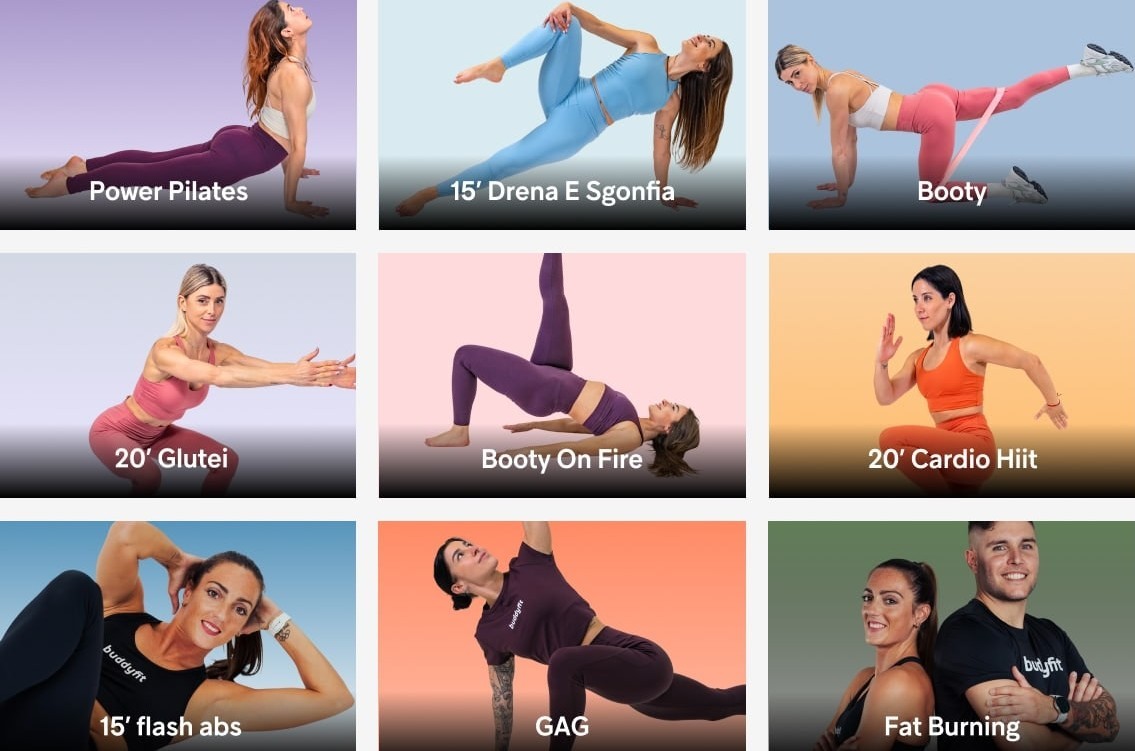 Power Pilates
15′ Drena E Sgonfia
Booty
20′ Glutei
Booty On Fire
20′ Cardio Hiit
buddyfit
15′ flash abs
buddyfit
GAG
buddyfit
Fat Burning